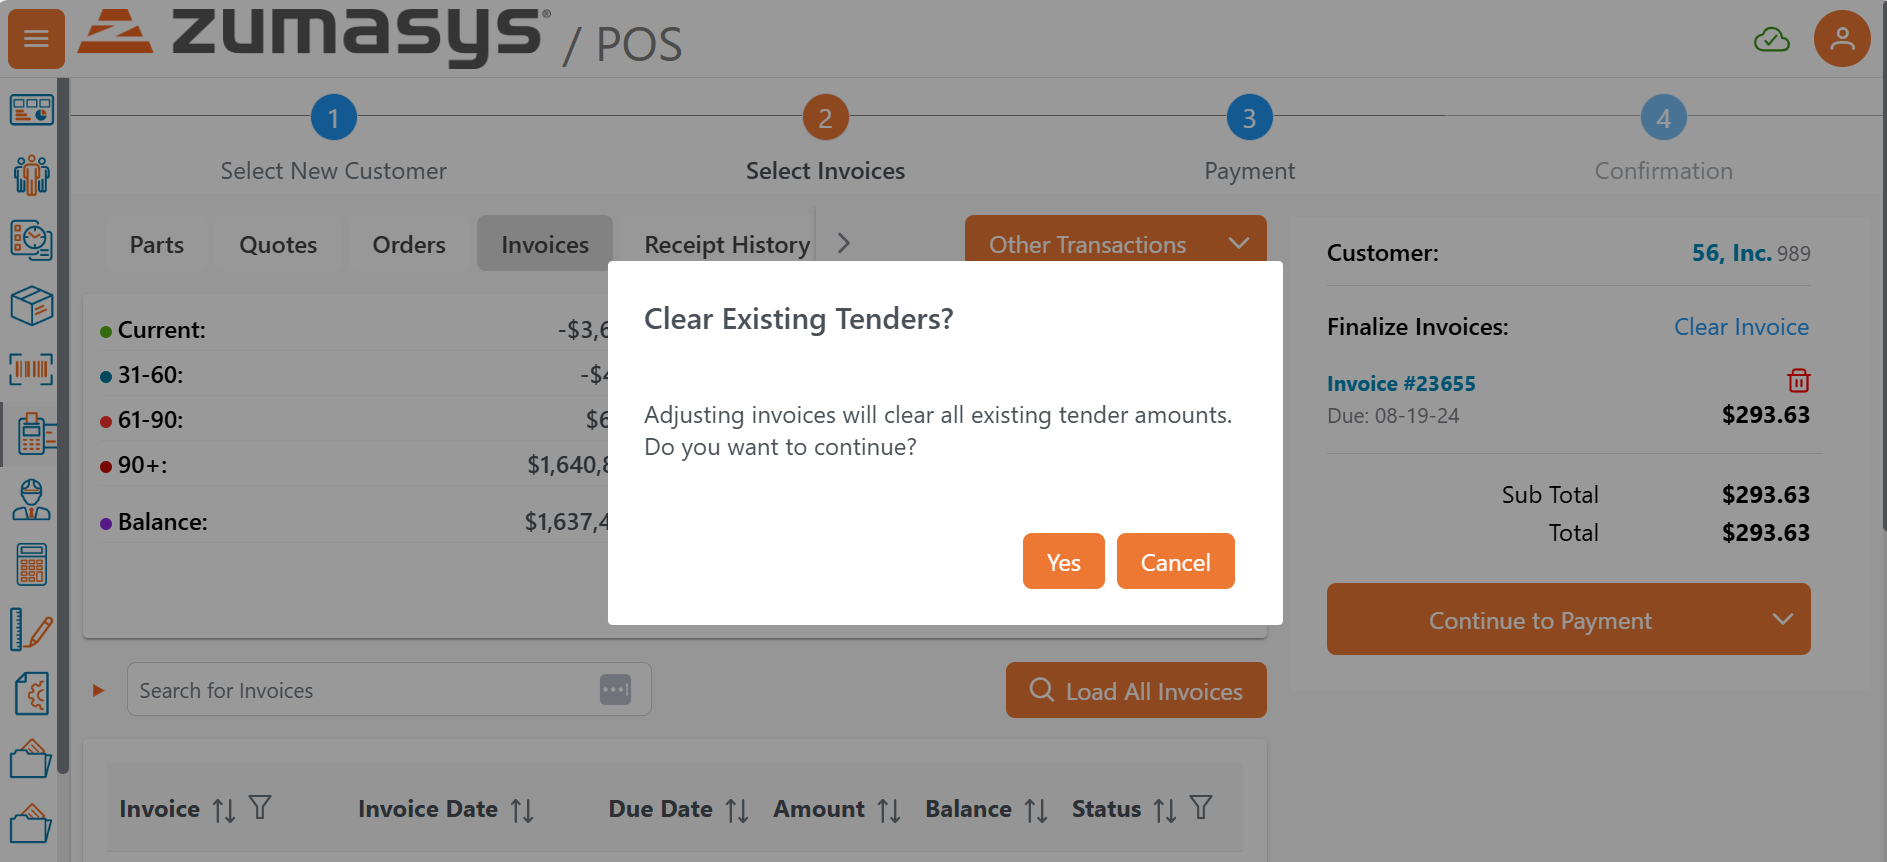 zumasys® / POS
1
2
3
4
Select New Customer
Select Invoices
Payment
Confirmation
Parts
Quotes
Orders
Invoices
Receipt History
Other Transactions
Current: -$3,6
31-60: -$4
61-90: $6
90+: $1,640,8
Balance: $1,637,4
Clear Existing Tenders?
Adjusting invoices will clear all existing tender amounts.
Do you want to continue?
Yes
Cancel
Customer: 56, Inc. 989
Finalize Invoices: Clear Invoice
Invoice #23655
Due: 08-19-24 $293.63
Sub Total $293.63
Total $293.63
Continue to Payment
Search for Invoices
Load All Invoices
Invoice
Invoice Date
Due Date
Amount
Balance
Status